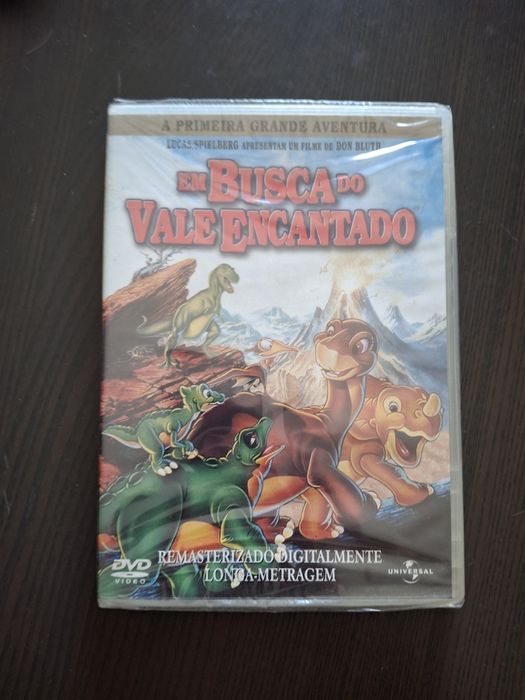 A PRIMEIRA GRANDE AVENTURA
LUCAS/SPIELBERG APRESENTAM UM FILME DE DON BLUTH
EM BUSCA DO
VALE ENCANTADO
REMASTERIZADO DIGITALMENTE
LONGA-METRAGEM
DVD
VIDEO
UNIVERSAL